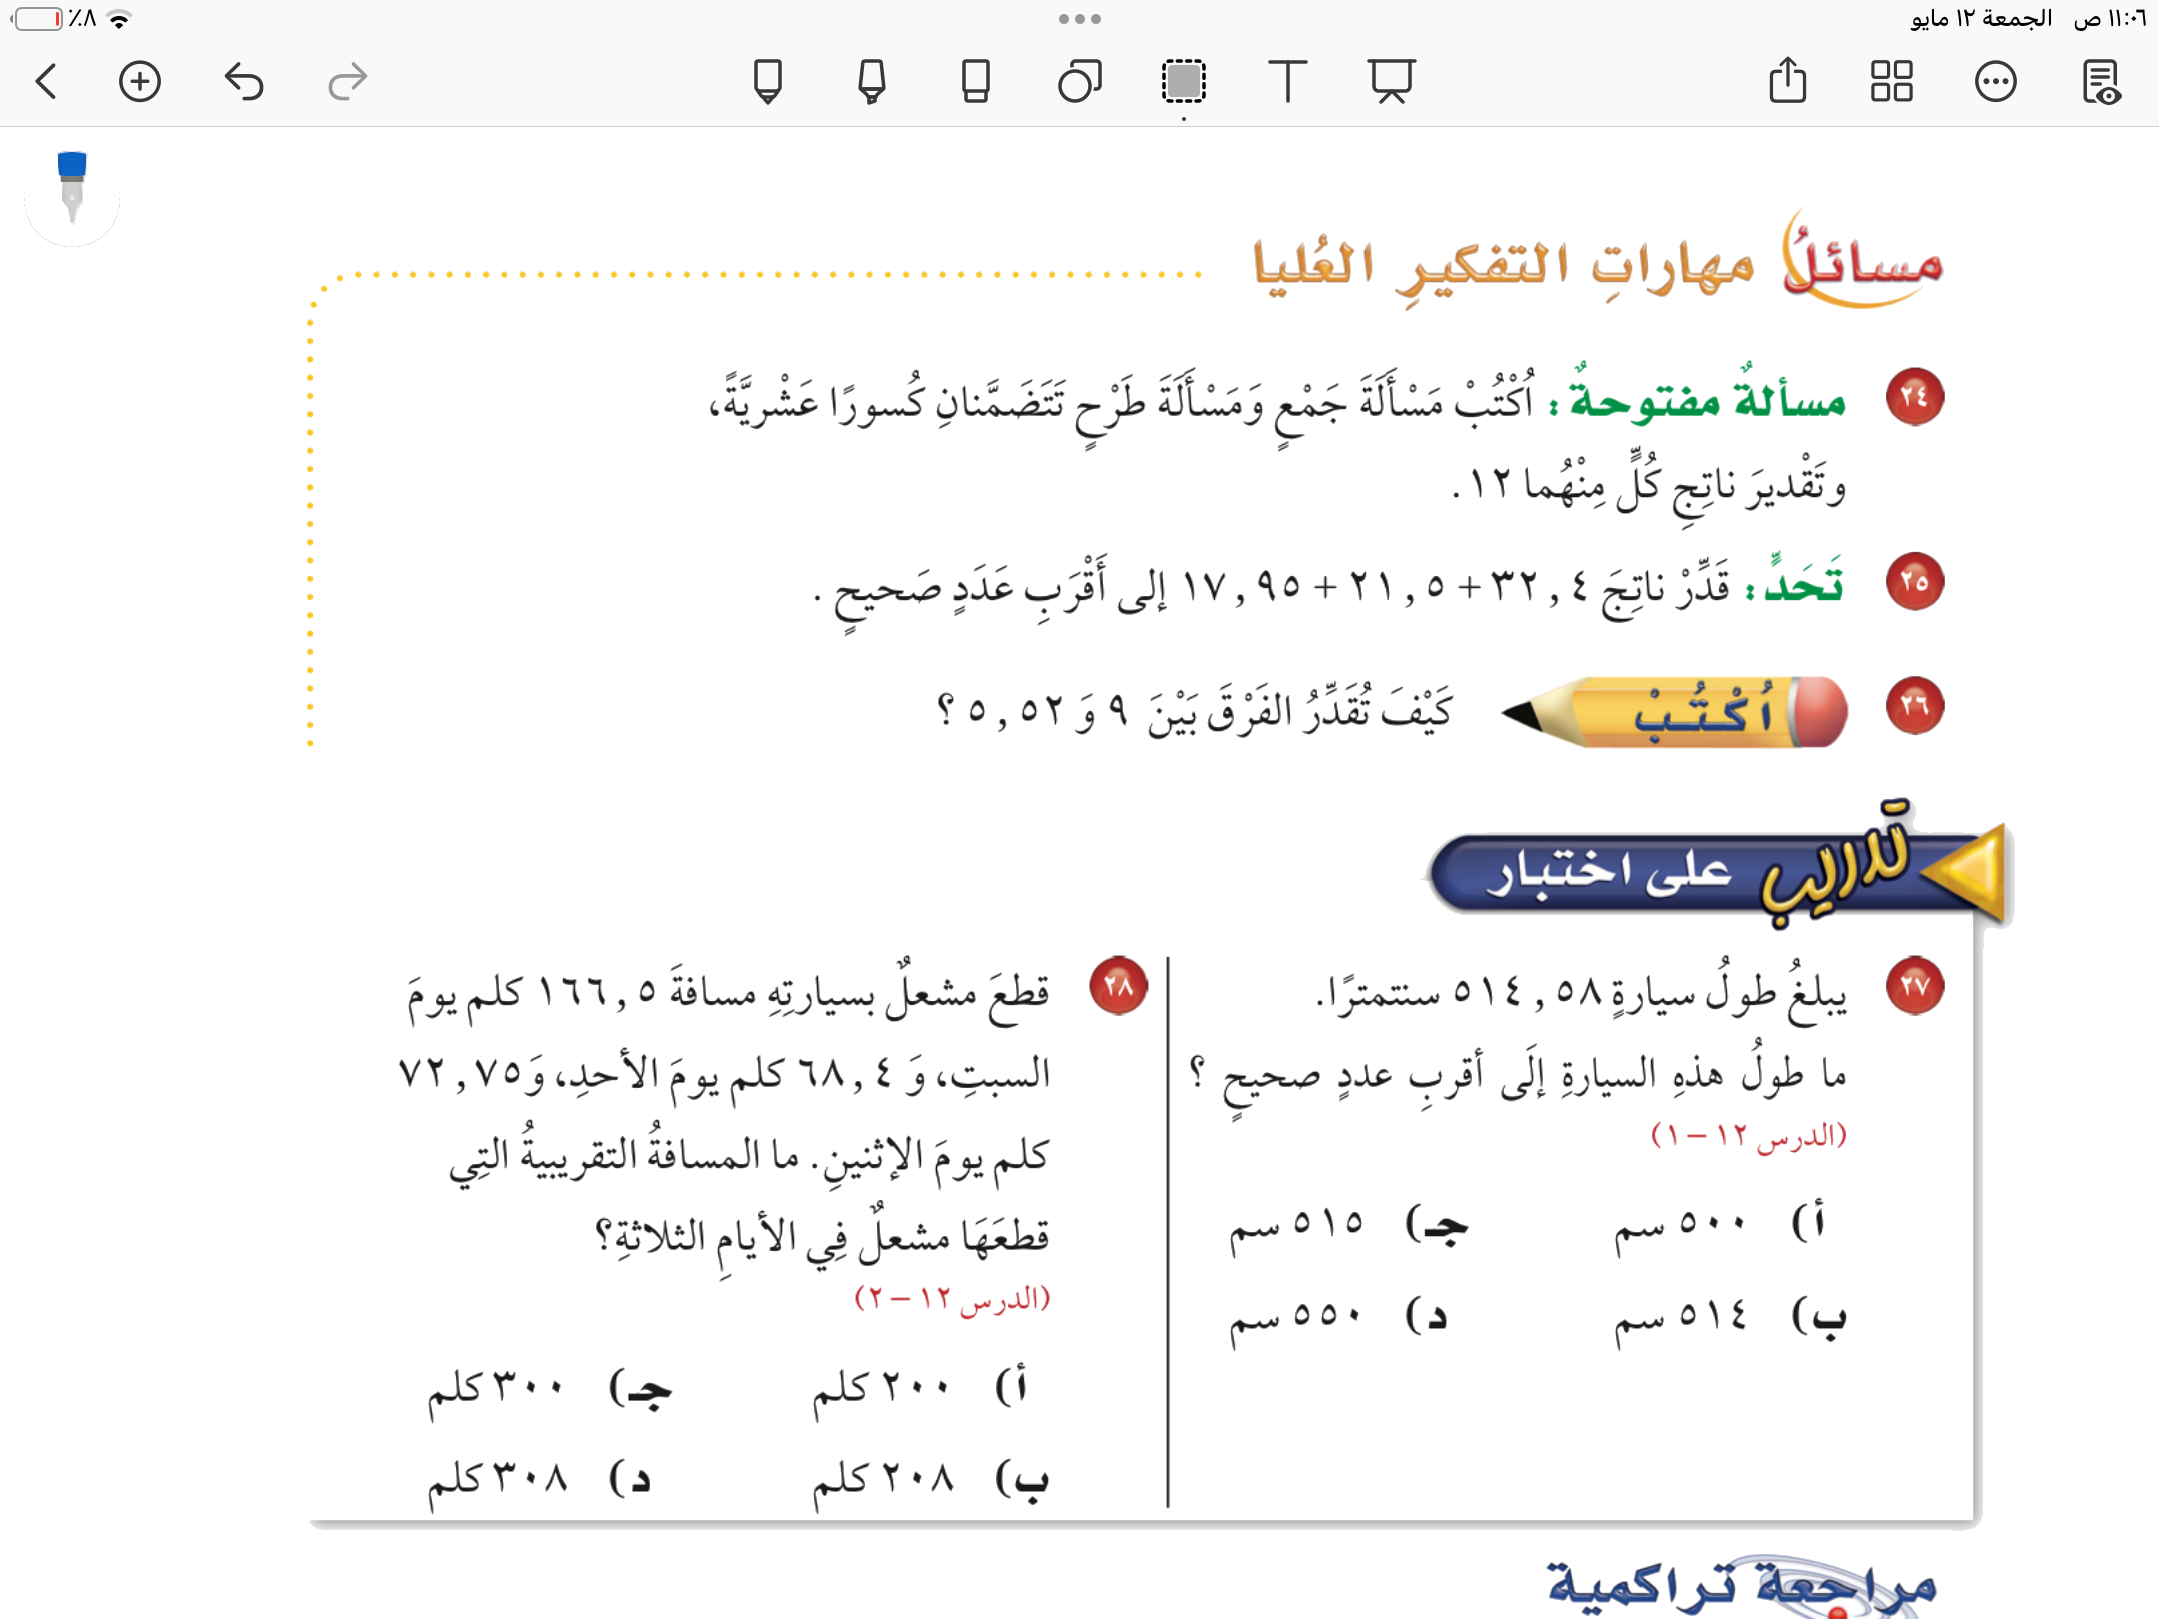 ١١:٠٦ ص الجمعة ١٢ مايو
٨٪
مسائلُ مهاراتِ التفكيرِ العُليا
٢٤ مسألةٌ مفتوحةٌ: اُكْتُبْ مَسْأَلَةَ جَمْعٍ وَمَسْأَلَةَ طَرْحٍ تَتَضَمَّنانِ كُسورًا عَشْريَّةً،
وتَقْديرَ ناتِجِ كُلٍّ مِنْهُما ١٢.
٢٥ تَحَدٍّ: قَدِّرْ ناتِجَ ٣٢,٤ + ٢١,٥ + ١٧,٩٥ إلى أَقْرَبِ عَدَدٍ صَحيحٍ .
٢٦ اُكْتُبْ كَيْفَ تُقَدِّرُ الفَرْقَ بَيْنَ ٩ وَ ٥,٥٢ ؟
تدريب على اختبار
٢٧ يبلغُ طولُ سيارةٍ ٥١٤,٥٨ سنتمترًا.
ما طولُ هذهِ السيارةِ إلَى أقربِ عددٍ صحيحٍ ؟
(الدرس ١٢ – ١)
أ) ٥٠٠ سم جـ) ٥١٥ سم
ب) ٥١٤ سم د) ٥٥٠ سم
٢٨ قطعَ مشعلٌ بسيارتِهِ مسافةَ ١٦٦,٥ كلم يومَ
السبتِ، وَ ٦٨,٤ كلم يومَ الأحدِ، وَ٧٢,٧٥
كلم يومَ الإثنينِ. ما المسافةُ التقريبيةُ التِي
قطعَهَا مشعلٌ فِي الأيامِ الثلاثةِ؟
(الدرس ١٢ – ٢)
أ) ٢٠٠ كلم جـ) ٣٠٠ كلم
ب) ٢٠٨ كلم د) ٣٠٨ كلم
مراجعة تراكمية